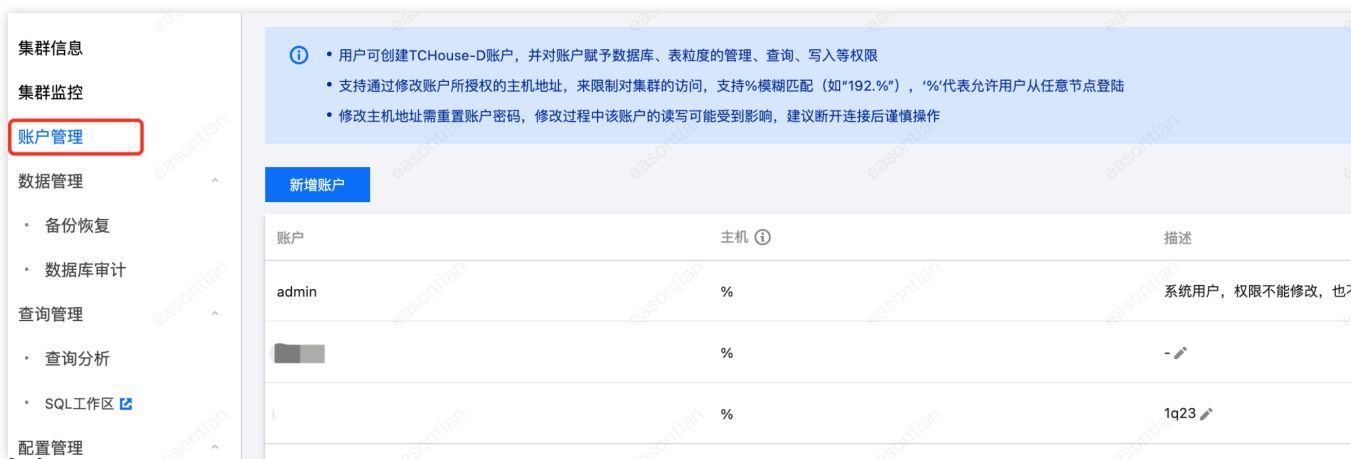 集群信息
集群监控
账户管理
数据管理
· 备份恢复
· 数据库审计
查询管理
· 查询分析
· SQL工作区
配置管理
• 用户可创建TCHouse-D账户，并对账户赋予数据库、表粒度的管理、查询、写入等权限
• 支持通过修改账户所授权的主机地址，来限制对集群的访问，支持%模糊匹配（如“192.%”），‘%’代表允许用户从任意节点登陆
• 修改主机地址需重置账户密码，修改过程中该账户的读写可能受到影响，建议断开连接后谨慎操作
新增账户
账户 主机 描述
admin % 系统用户，权限不能修改，也
% -
% 1q23
easontian